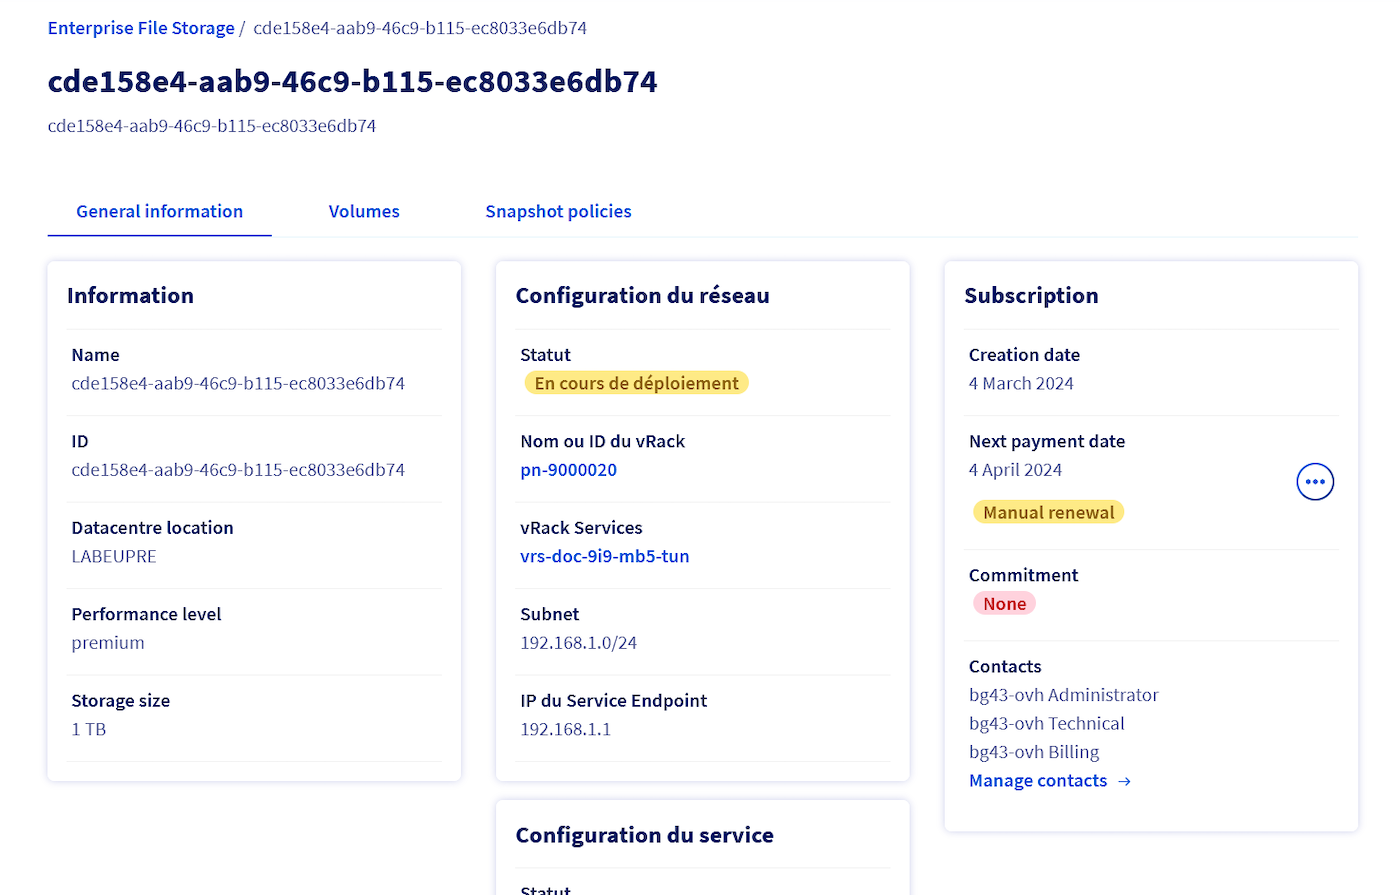 Enterprise File Storage / cde158e4-aab9-46c9-b115-ec8033e6db74
cde158e4-aab9-46c9-b115-ec8033e6db74
cde158e4-aab9-46c9-b115-ec8033e6db74
General information
Volumes
Snapshot policies
Information
Name
cde158e4-aab9-46c9-b115-ec8033e6db74
ID
cde158e4-aab9-46c9-b115-ec8033e6db74
Datacentre location
LABEUPRE
Performance level
premium
Storage size
1 TB
Configuration du réseau
Statut
En cours de déploiement
Nom ou ID du vRack
pn-9000020
vRack Services
vrs-doc-9i9-mb5-tun
Subnet
192.168.1.0/24
IP du Service Endpoint
192.168.1.1
Configuration du service
Statut
Subscription
Creation date
4 March 2024
Next payment date
4 April 2024
Manual renewal
Commitment
None
Contacts
bg43-ovh Administrator
bg43-ovh Technical
bg43-ovh Billing
Manage contacts →